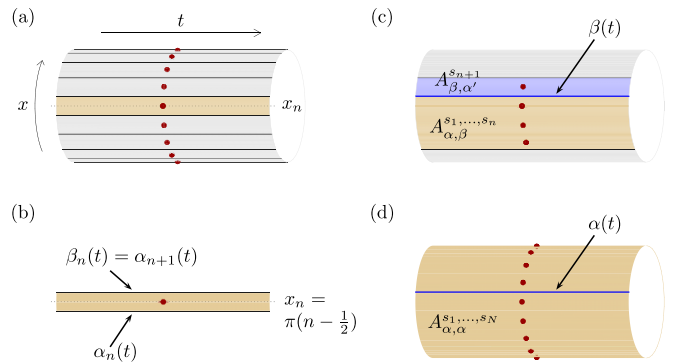 (a)
t
x
x_n
(b)
β_n(t) = α_{n+1}(t)
α_n(t)
x_n =
π(n − 1/2)
(c)
β(t)
A^{s_{n+1}}_{β,α′}
A^{s_1,...,s_n}_{α,β}
(d)
α(t)
A^{s_1,...,s_N}_{α,α}